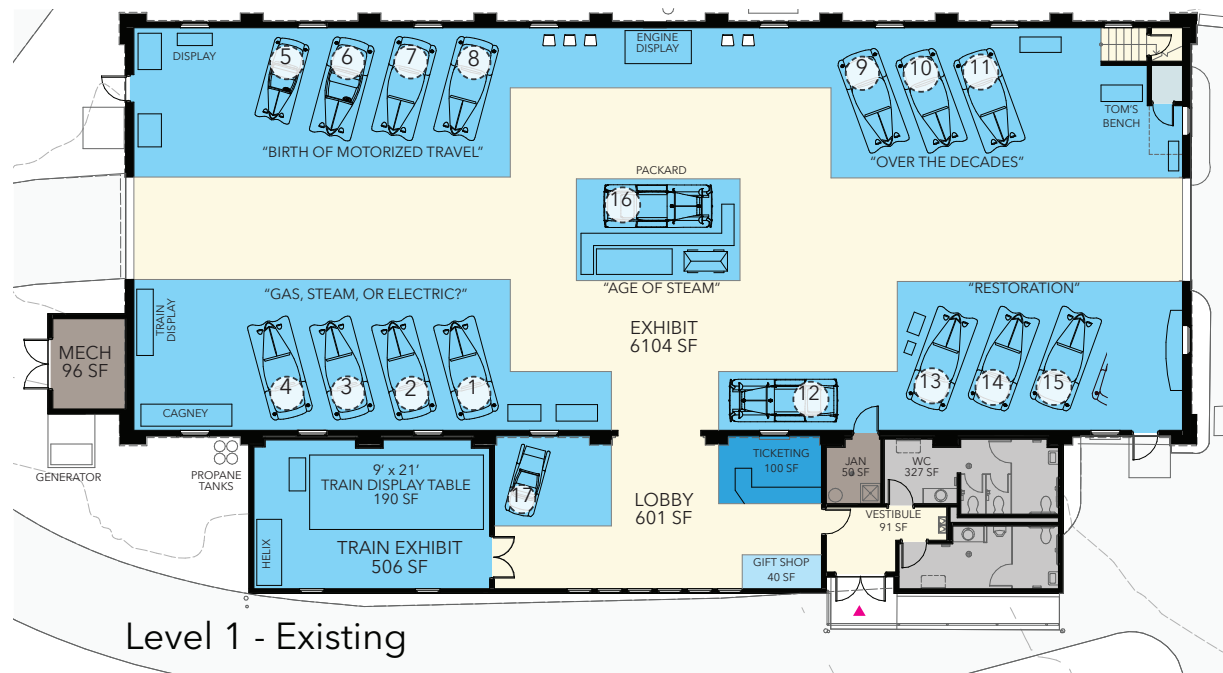 DISPLAY
5
6
7
8
ENGINE
DISPLAY
9
10
11
TOM'S
BENCH
"BIRTH OF MOTORIZED TRAVEL"
"OVER THE DECADES"
PACKARD
16
"AGE OF STEAM"
"GAS, STEAM, OR ELECTRIC?"
"RESTORATION"
TRAIN
DISPLAY
EXHIBIT
6104 SF
MECH
96 SF
4
3
2
1
12
13
14
15
CAGNEY
GENERATOR
PROPANE
TANKS
9' x 21'
TRAIN DISPLAY TABLE
190 SF
HELIX
TRAIN EXHIBIT
506 SF
17
LOBBY
601 SF
TICKETING
100 SF
JAN
50 SF
WC
327 SF
VESTIBULE
91 SF
GIFT SHOP
40 SF
Level 1 - Existing